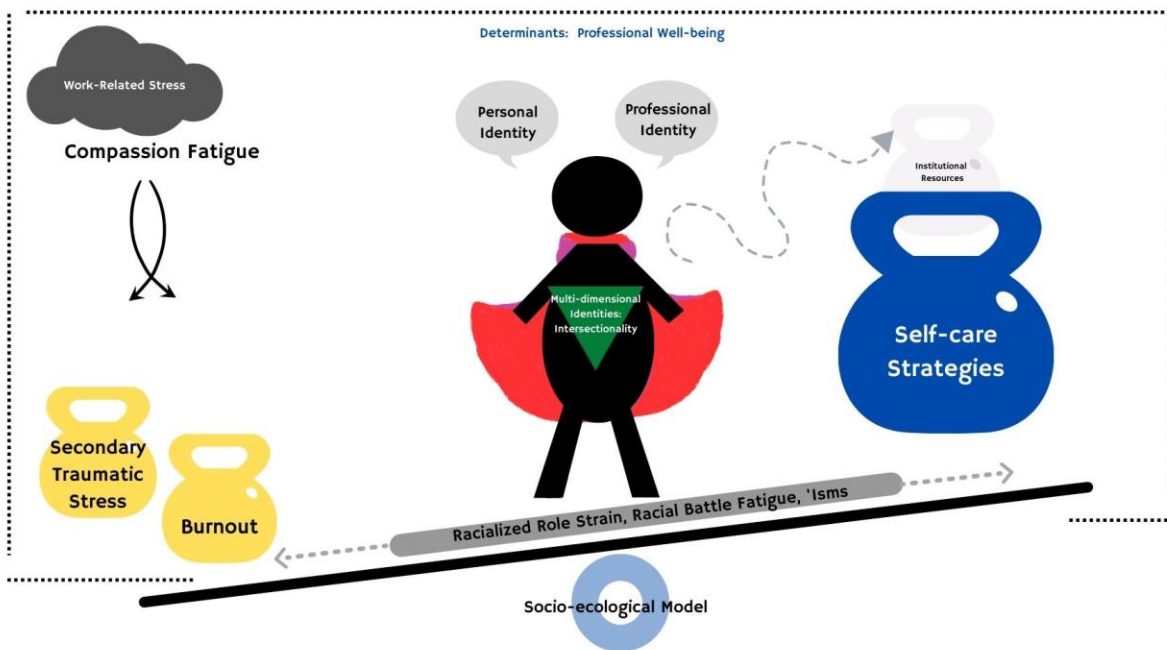 Determinants: Professional Well-being
Work-Related Stress
Compassion Fatigue
Personal
Identity
Professional
Identity
Institutional
Resources
Multi-dimensional
Identities:
Intersectionality
Self-care
Strategies
Secondary
Traumatic
Stress
Burnout
Racialized Role Strain, Racial Battle Fatigue, 'Isms
Socio-ecological Model